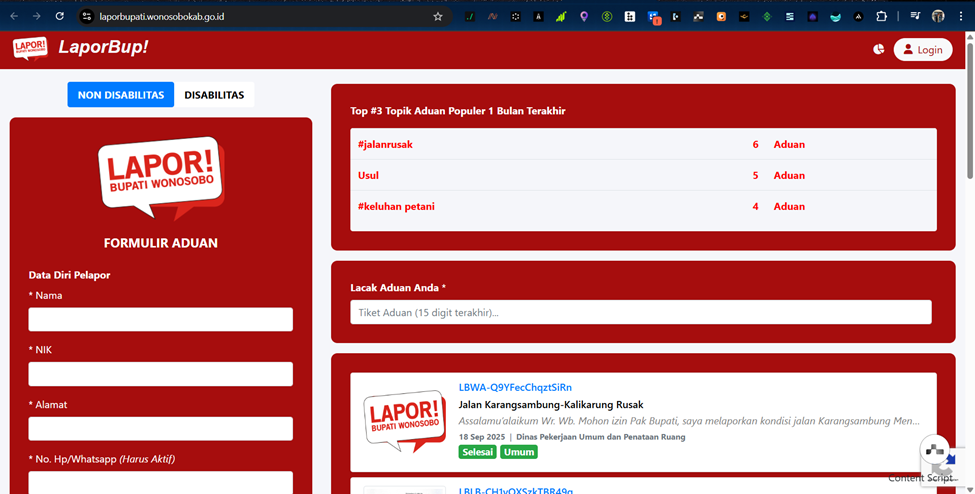 laporbupati.wonosobokab.go.id
LAPOR!
BUPATI WONOSOBO
LaporBup!
Login
NON DISABILITAS
DISABILITAS
LAPOR!
BUPATI WONOSOBO
FORMULIR ADUAN
Data Diri Pelapor
* Nama
* NIK
* Alamat
* No. Hp/Whatsapp (Harus Aktif)
Top #3 Topik Aduan Populer 1 Bulan Terakhir
#jalanrusak 6 Aduan
Usul 5 Aduan
#keluhan petani 4 Aduan
Lacak Aduan Anda *
Tiket Aduan (15 digit terakhir)...
LAPOR!
BUPATI WONOSOBO
LBWA-Q9YFecChqztSiRn
Jalan Karangsambung-Kalikarung Rusak
Assalamu'alaikum Wr. Wb. Mohon izin Pak Bupati, saya melaporkan kondisi jalan Karangsambung Men...
18 Sep 2025 | Dinas Pekerjaan Umum dan Penataan Ruang
Selesai Umum
Content Script